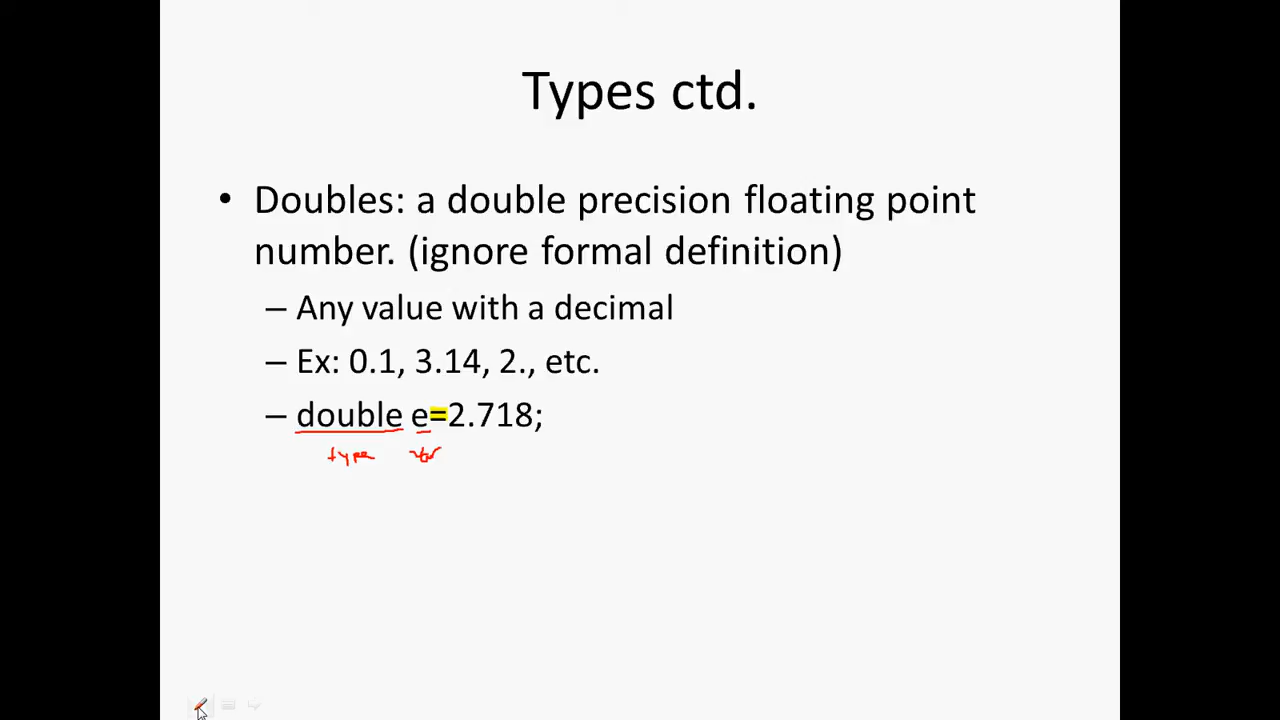 Types ctd.
• Doubles: a double precision floating point
number. (ignore formal definition)
– Any value with a decimal
– Ex: 0.1, 3.14, 2., etc.
– double e=2.718;
type var